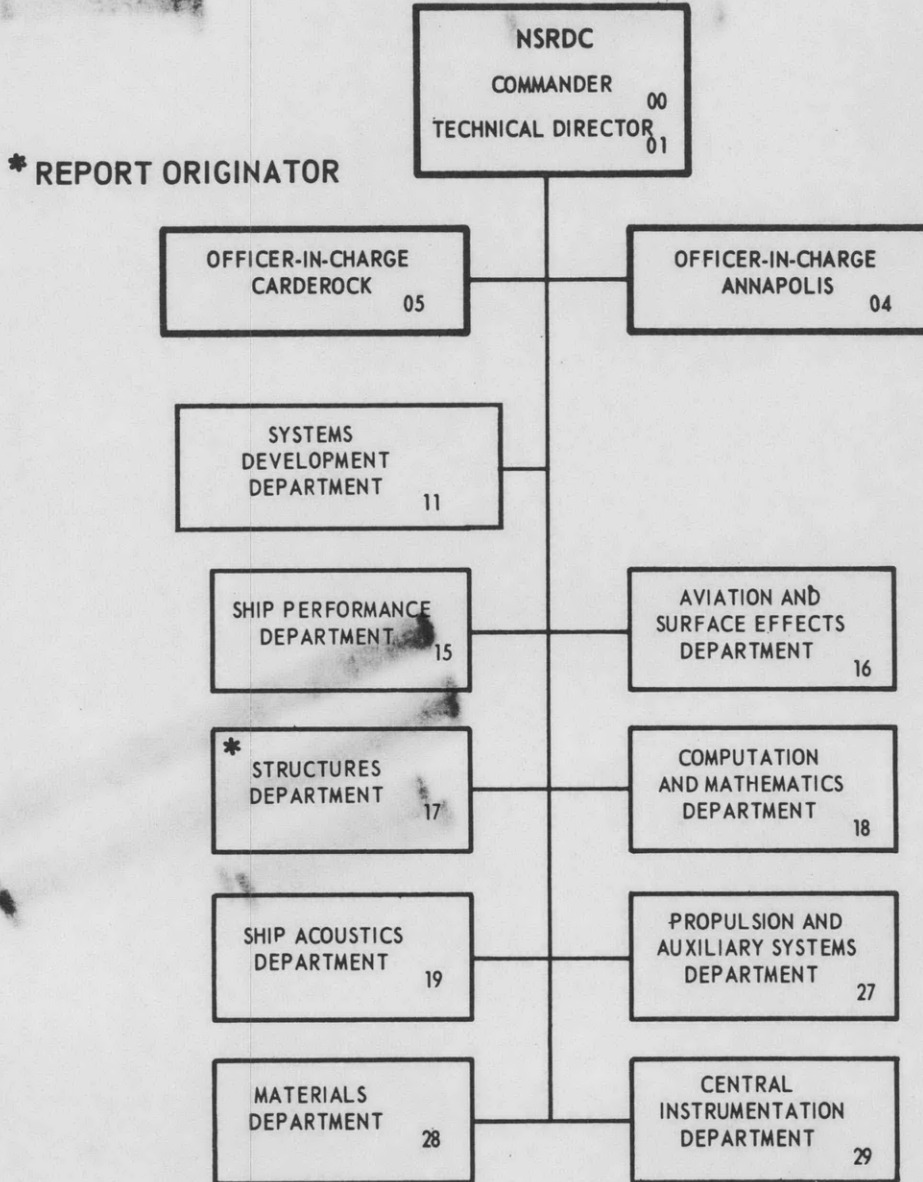 NSRDC
COMMANDER
00
TECHNICAL DIRECTOR
01
* REPORT ORIGINATOR
OFFICER-IN-CHARGE
CARDEROCK
05
OFFICER-IN-CHARGE
ANNAPOLIS
04
SYSTEMS
DEVELOPMENT
DEPARTMENT
11
SHIP PERFORMANCE
DEPARTMENT
15
AVIATION AND
SURFACE EFFECTS
DEPARTMENT
16
*
STRUCTURES
DEPARTMENT
17
COMPUTATION
AND MATHEMATICS
DEPARTMENT
18
SHIP ACOUSTICS
DEPARTMENT
19
PROPULSION AND
AUXILIARY SYSTEMS
DEPARTMENT
27
MATERIALS
DEPARTMENT
28
CENTRAL
INSTRUMENTATION
DEPARTMENT
29